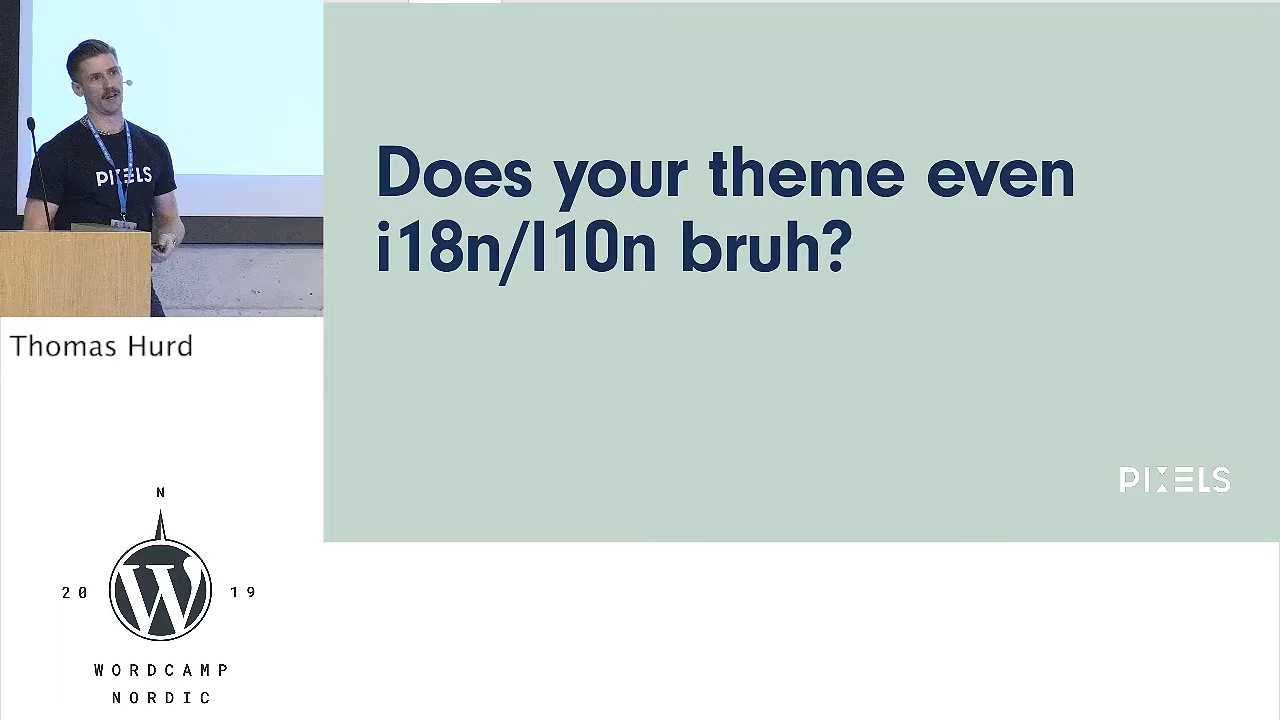 PIXELS
Does your theme even
i18n/l10n bruh?
PIXELS
Thomas Hurd
N
20 19
WORDCAMP
NORDIC